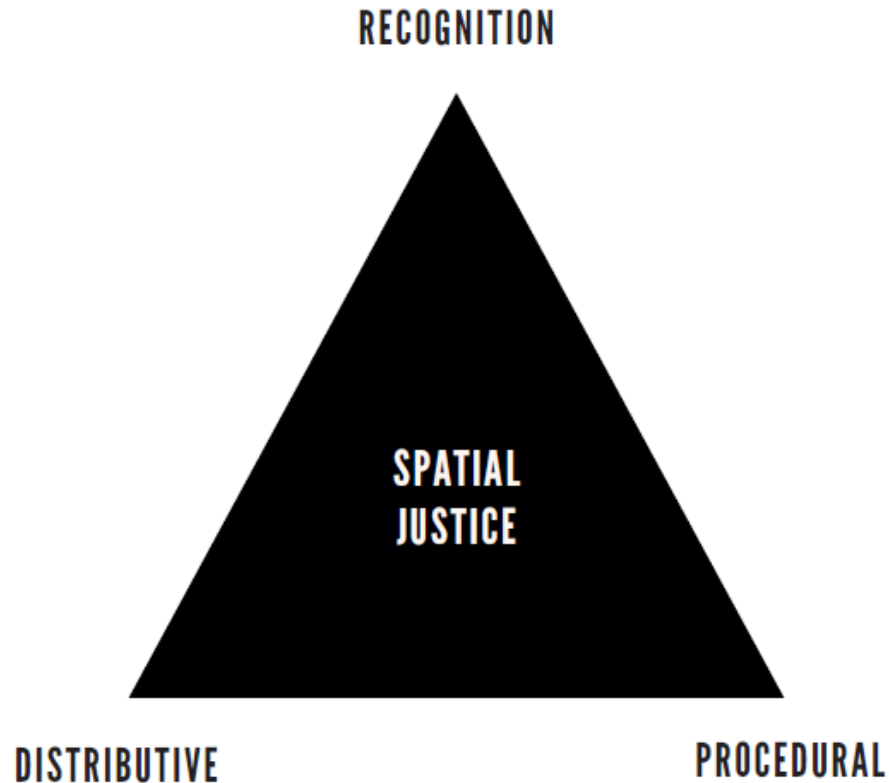 RECOGNITION
SPATIAL
JUSTICE
DISTRIBUTIVE
PROCEDURAL